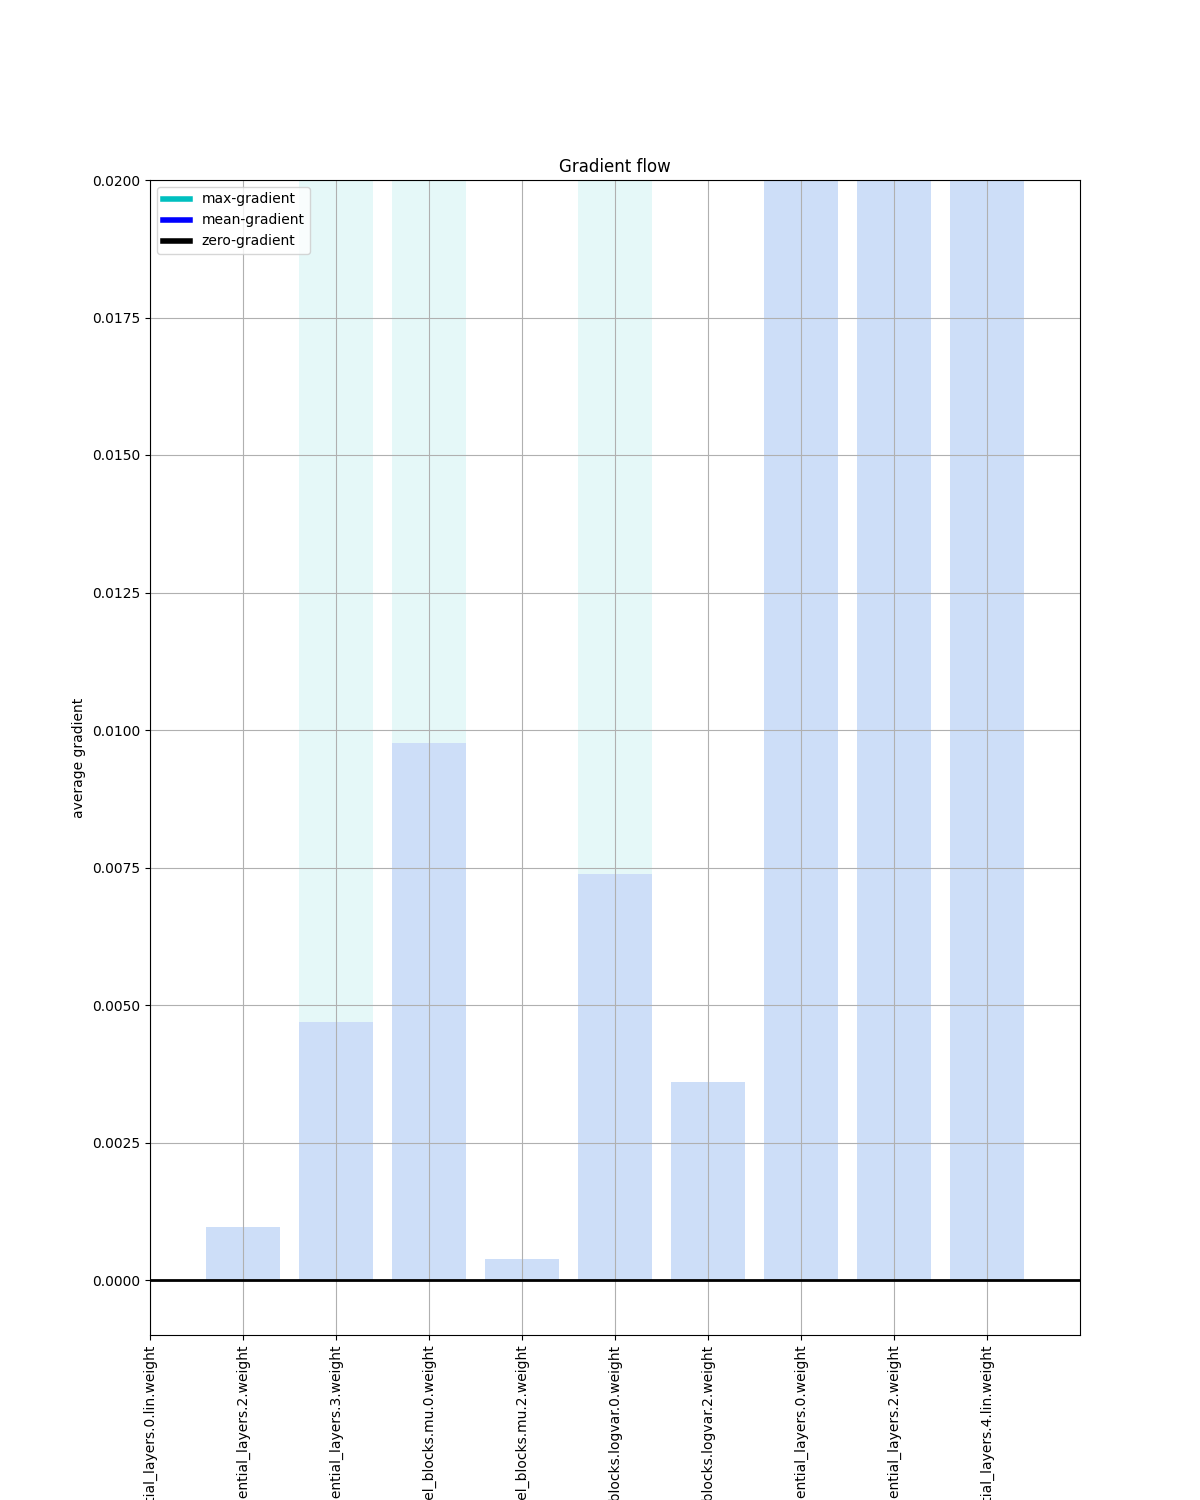 Gradient flow
max-gradient
mean-gradient
zero-gradient
0.0200
0.0175
0.0150
0.0125
0.0100
0.0075
0.0050
0.0025
0.0000
average gradient
tial_layers.0.lin.weight
ential_layers.2.weight
ential_layers.3.weight
el_blocks.mu.0.weight
el_blocks.mu.2.weight
blocks.logvar.0.weight
blocks.logvar.2.weight
ential_layers.0.weight
ential_layers.2.weight
tial_layers.4.lin.weight